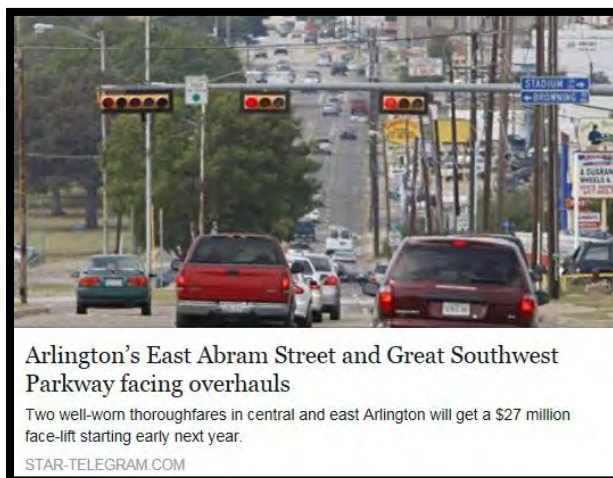 STADIUM
BROWNING
Arlington's East Abram Street and Great Southwest
Parkway facing overhauls
Two well-worn thoroughfares in central and east Arlington will get a $27 million
face-lift starting early next year.
STAR-TELEGRAM.COM